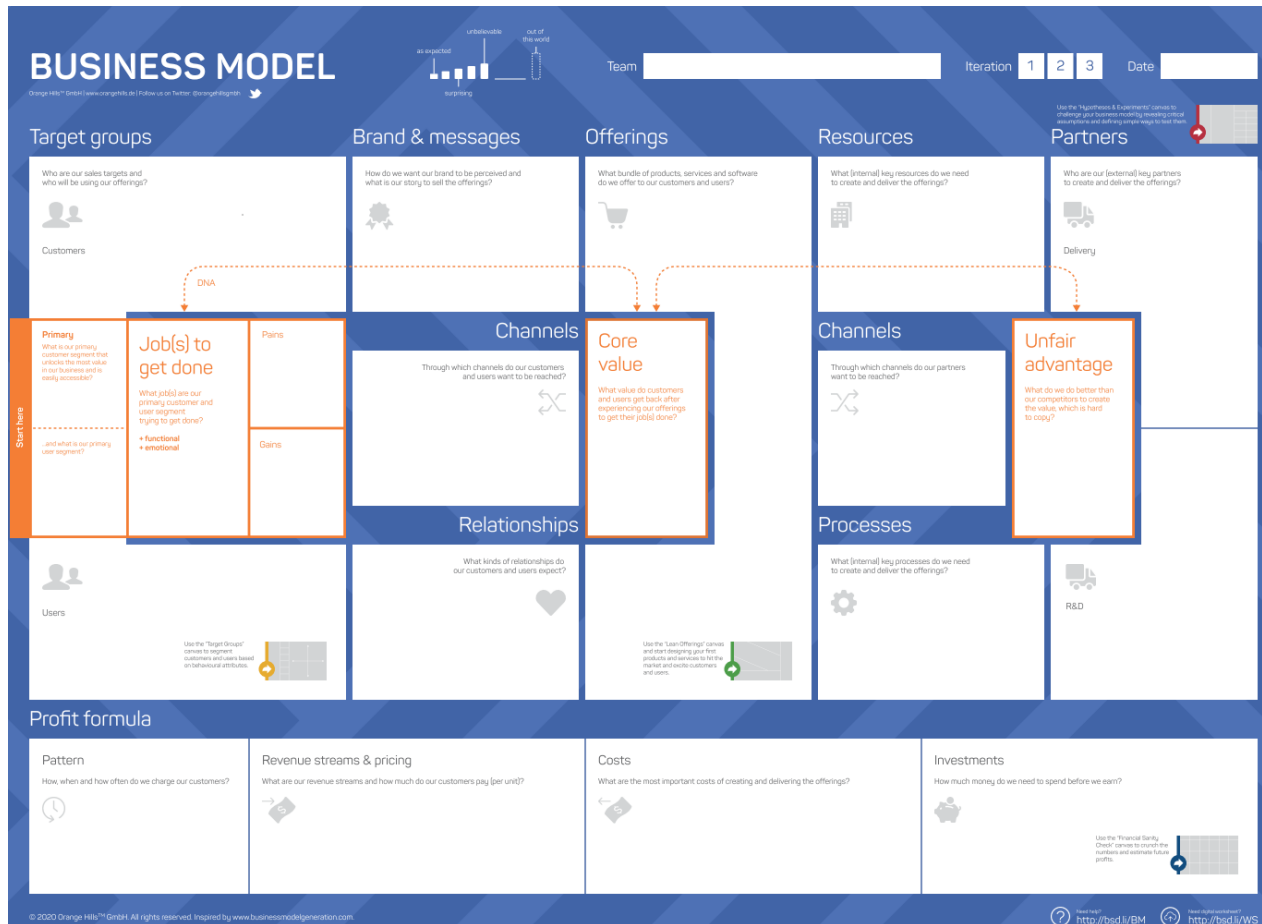 BUSINESS MODEL
Orange Hills™ GmbH | www.orangehills.de | Follow us on Twitter: @orangehillsgmbh
as expected
surprising
unbelievable
out of
this world
Team
Iteration 1 2 3
Date
Use the "Hypotheses & Experiments" canvas to
challenge your business model by revealing critical
assumptions and defining simple ways to test them.
Target groups
Who are our sales targets and
who will be using our offerings?
Customers
Brand & messages
How do we want our brand to be perceived and
what is our story to sell the offerings?
Offerings
What bundle of products, services and software
do we offer to our customers and users?
Resources
What (internal) key resources do we need
to create and deliver the offerings?
Partners
Who are our (external) key partners
to create and deliver the offerings?
Delivery
DNA
Start here
Primary
What is our primary
customer segment that
unlocks the most value
in our business and is
easily accessible?
...and what is our primary
user segment?
Job(s) to
get done
What job(s) are our
primary customer and
user segment
trying to get done?
+ functional
+ emotional
Pains
Gains
Channels
Through which channels do our customers
and users want to be reached?
Core
value
What value do customers
and users get back after
experiencing our offerings
to get their job(s) done?
Channels
Through which channels do our partners
want to be reached?
Unfair
advantage
What do we do better than
our competitors to create
the value, which is hard
to copy?
Users
Use the "Target Groups"
canvas to segment
customers and users based
on behavioural attributes.
Relationships
What kinds of relationships do
our customers and users expect?
Use the "Lean Offerings" canvas
and start designing your first
products and services to hit the
market and excite customers
and users.
Processes
What (internal) key processes do we need
to create and deliver the offerings?
R&D
Profit formula
Pattern
How, when and how often do we charge our customers?
Revenue streams & pricing
What are our revenue streams and how much do our customers pay (per unit)?
Costs
What are the most important costs of creating and delivering the offerings?
Investments
How much money do we need to spend before we earn?
Use the "Financial Sanity
Check" canvas to crunch the
numbers and estimate future
profits.
© 2020 Orange Hills™ GmbH. All rights reserved. Inspired by www.businessmodelgeneration.com.
Need help?
http://bsd.li/BM
Need digital worksheet?
http://bsd.li/WS